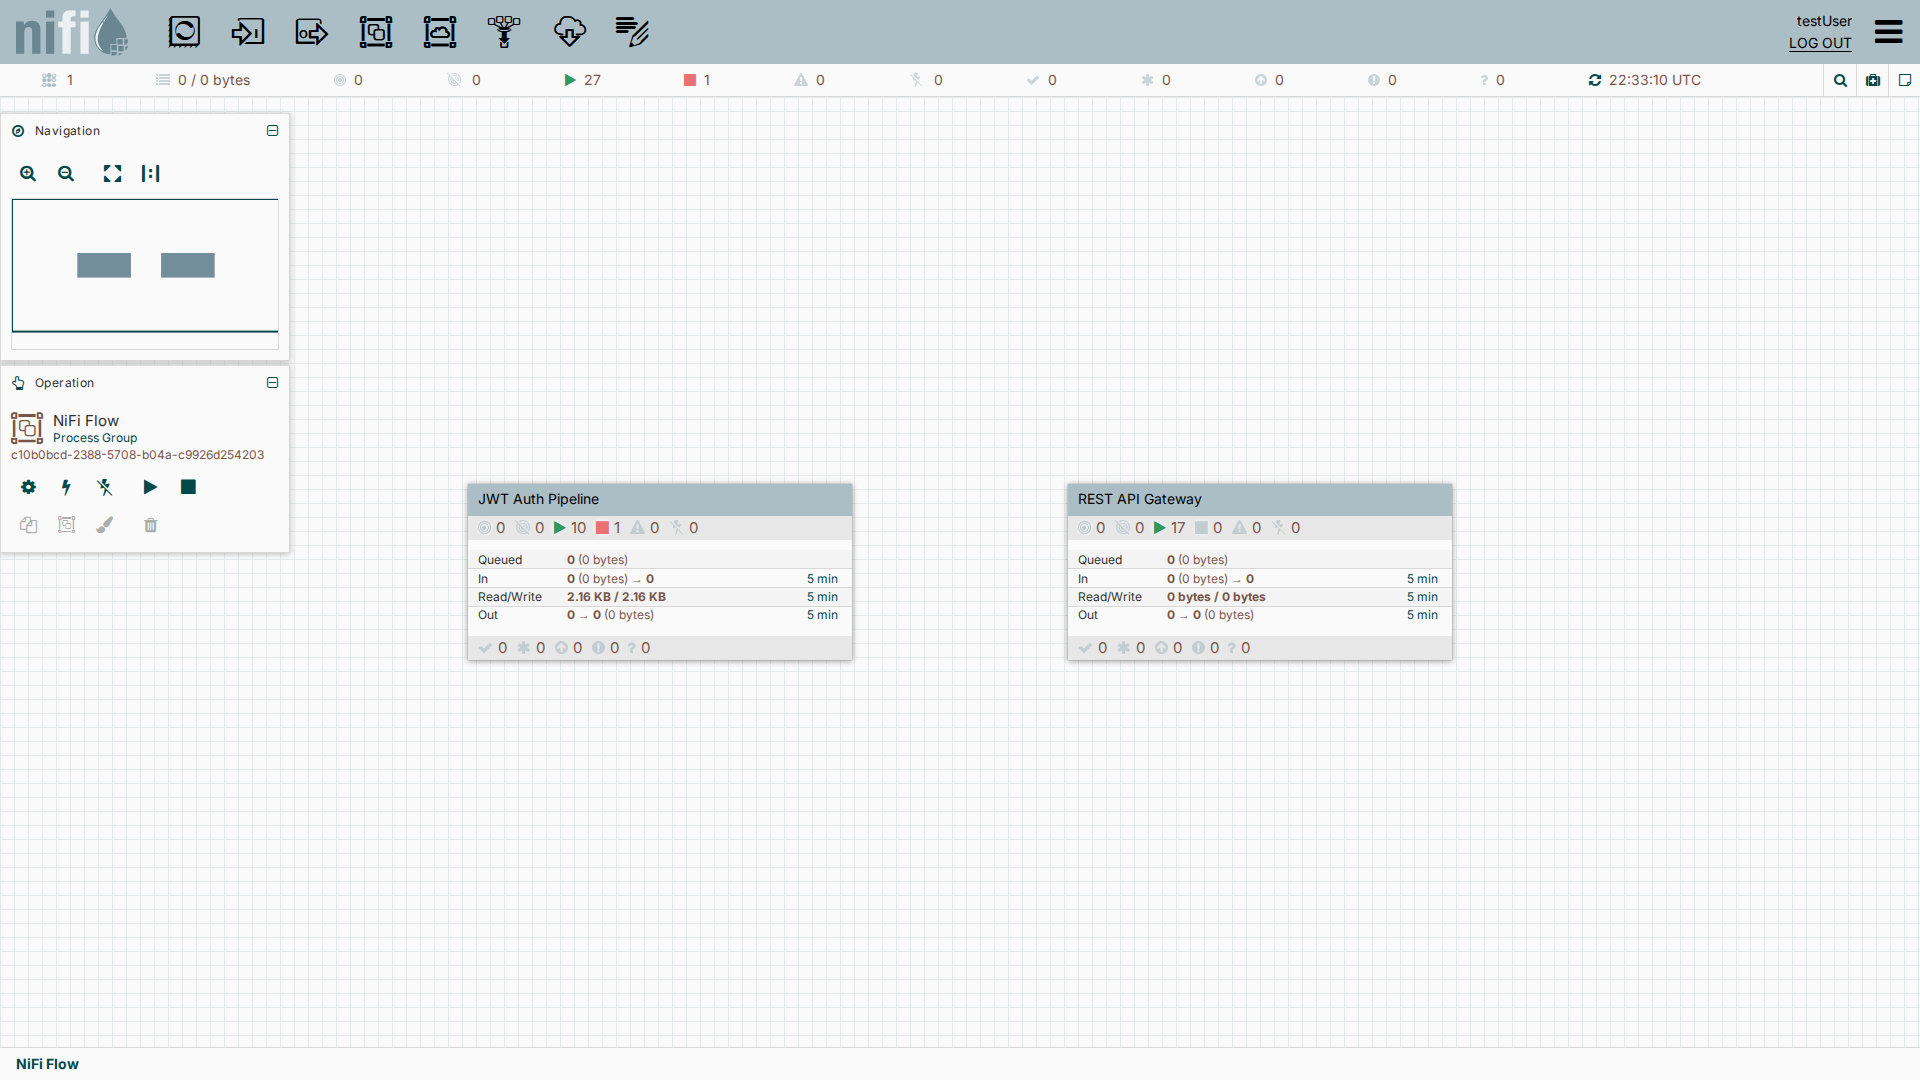 nifi
testUser
LOG OUT
1
0 / 0 bytes
0
0
27
1
0
0
0
0
0
0
? 0
22:33:10 UTC
Navigation
Operation
NiFi Flow
Process Group
c10b0bcd-2388-5708-b04a-c9926d254203
JWT Auth Pipeline
0 0 10 1 0 0
Queued 0 (0 bytes)
In 0 (0 bytes) → 0 5 min
Read/Write 2.16 KB / 2.16 KB 5 min
Out 0 → 0 (0 bytes) 5 min
0 0 0 0 ? 0
REST API Gateway
0 0 17 0 0 0
Queued 0 (0 bytes)
In 0 (0 bytes) → 0 5 min
Read/Write 0 bytes / 0 bytes 5 min
Out 0 → 0 (0 bytes) 5 min
0 0 0 0 ? 0
NiFi Flow